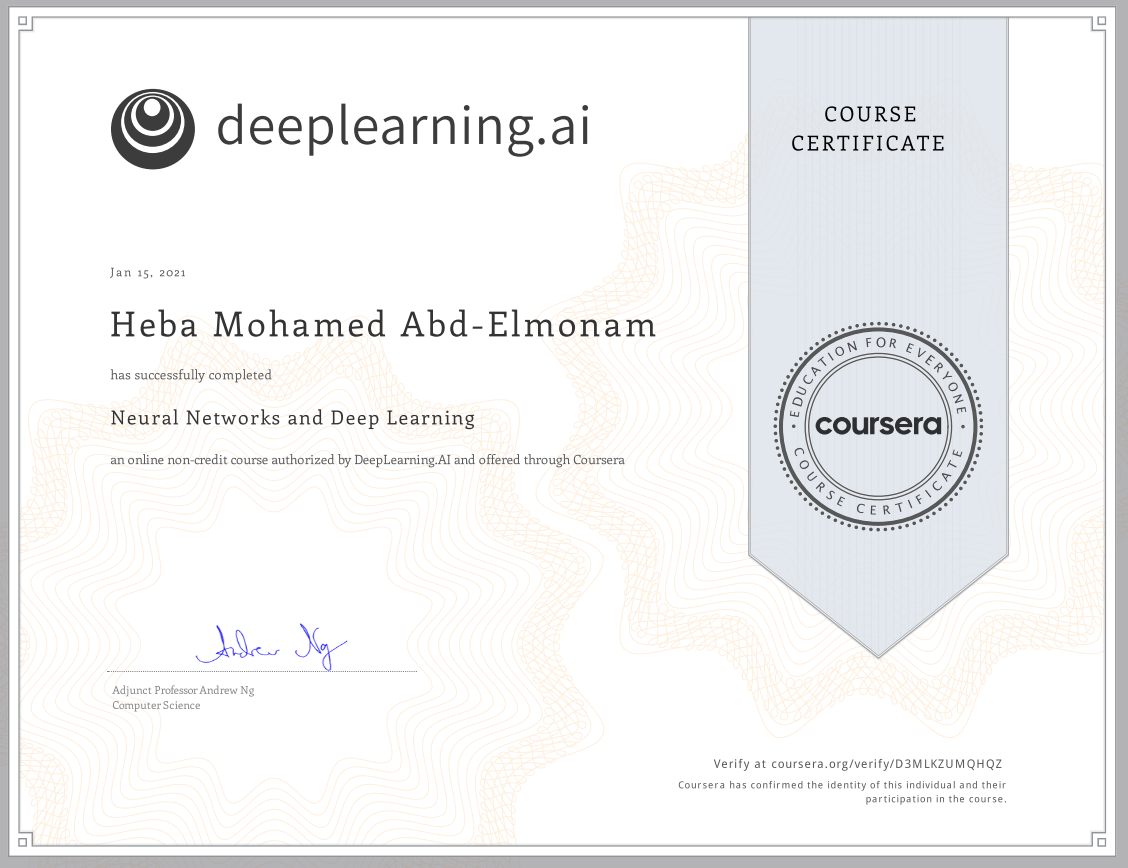 deeplearning.ai
COURSE
CERTIFICATE
Jan 15, 2021
Heba Mohamed Abd-Elmonam
has successfully completed
Neural Networks and Deep Learning
an online non-credit course authorized by DeepLearning.AI and offered through Coursera
EDUCATION FOR EVERYONE
coursera
COURSE CERTIFICATE
Andrew Ng
Adjunct Professor Andrew Ng
Computer Science
Verify at coursera.org/verify/D3MLKZUMQHQZ
Coursera has confirmed the identity of this individual and their
participation in the course.